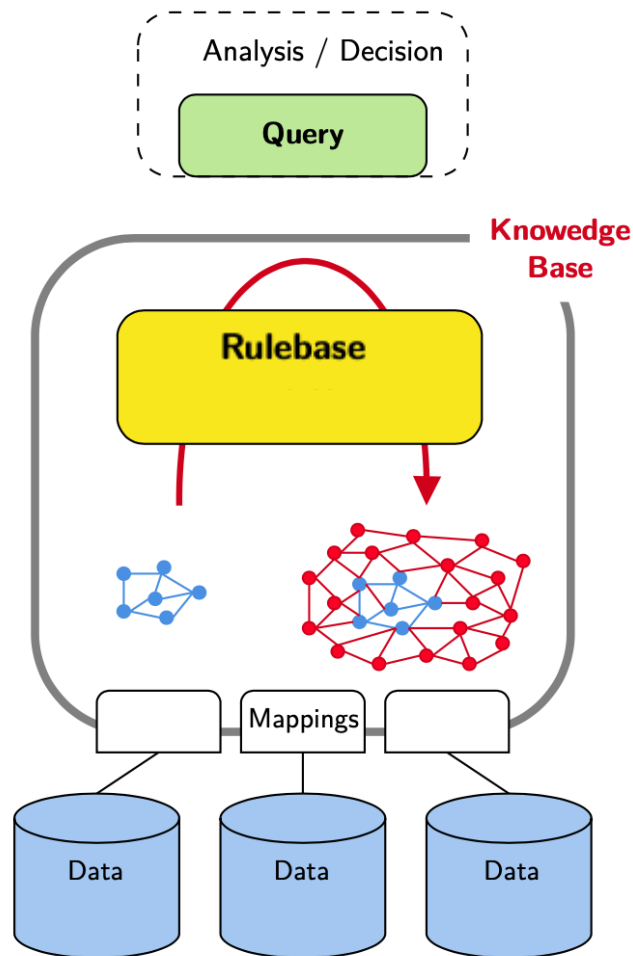 Analysis / Decision
Query
Knowedge
Base
Rulebase
Mappings
Data
Data
Data